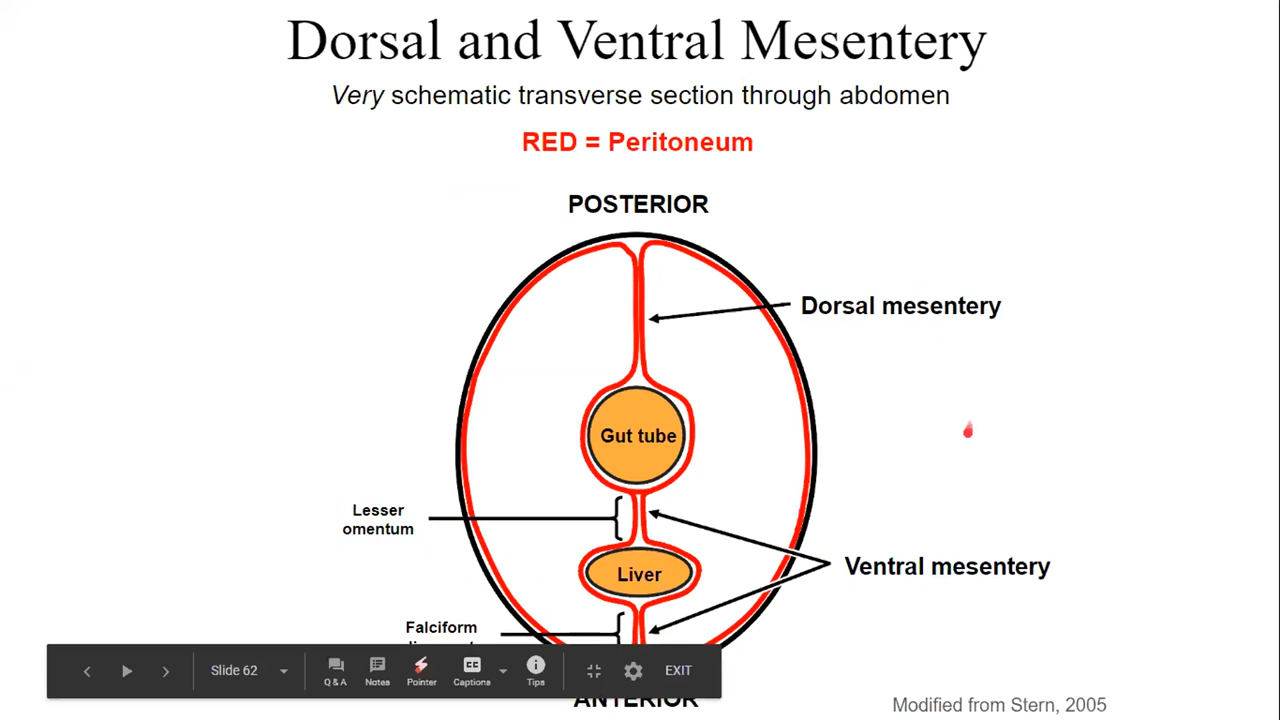 Dorsal and Ventral Mesentery
Very schematic transverse section through abdomen
RED = Peritoneum
POSTERIOR
Dorsal mesentery
Gut tube
Lesser
omentum
Ventral mesentery
Liver
Falciform
Slide 62
Q & A
Notes
Pointer
Captions
Tips
EXIT
ANTERIOR
Modified from Stern, 2005